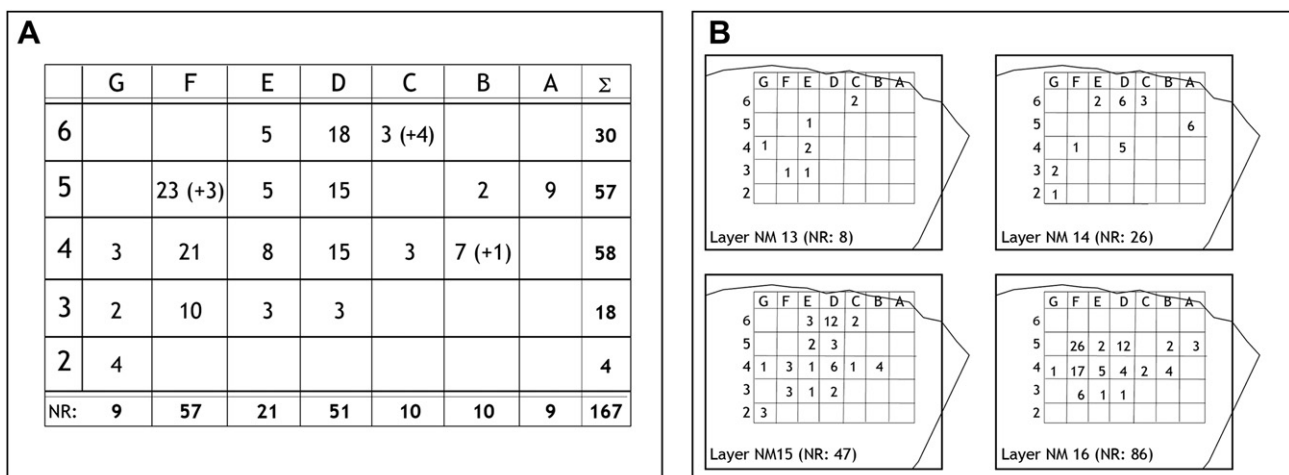 A
G F E D C B A Σ
6 5 18 3 (+4) 30
5 23 (+3) 5 15 2 9 57
4 3 21 8 15 3 7 (+1) 58
3 2 10 3 3 18
2 4 4
NR: 9 57 21 51 10 10 9 167
B
G F E D C B A
6 2
5 1
4 1 2
3 1 1
2
Layer NM 13 (NR: 8)
G F E D C B A
6 2 6 3
5 6
4 1 5
3 2
2 1
Layer NM 14 (NR: 26)
G F E D C B A
6 3 12 2
5 2 3
4 1 3 1 6 1 4
3 3 1 2
2 3
Layer NM15 (NR: 47)
G F E D C B A
6
5 26 2 12 2 3
4 1 17 5 4 2 4
3 6 1 1
2
Layer NM 16 (NR: 86)